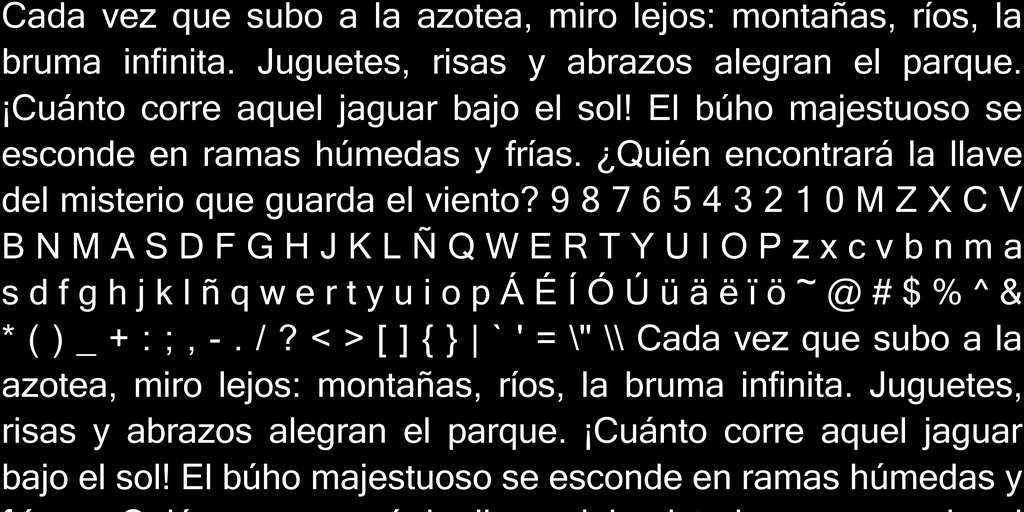 Cada vez que subo a la azotea, miro lejos: montañas, ríos, la
bruma infinita. Juguetes, risas y abrazos alegran el parque.
¡Cuánto corre aquel jaguar bajo el sol! El búho majestuoso se
esconde en ramas húmedas y frías. ¿Quién encontrará la llave
del misterio que guarda el viento? 9 8 7 6 5 4 3 2 1 0 M Z X C V
B N M A S D F G H J K L Ñ Q W E R T Y U I O P z x c v b n m a
s d f g h j k l ñ q w e r t y u i o p Á É Í Ó Ú ü ä ë ï ö ~ @ # $ % ^ &
* ( ) _ + : ; , - . / ? < > [ ] { } | ` ' = \" \\ Cada vez que subo a la
azotea, miro lejos: montañas, ríos, la bruma infinita. Juguetes,
risas y abrazos alegran el parque. ¡Cuánto corre aquel jaguar
bajo el sol! El búho majestuoso se esconde en ramas húmedas y